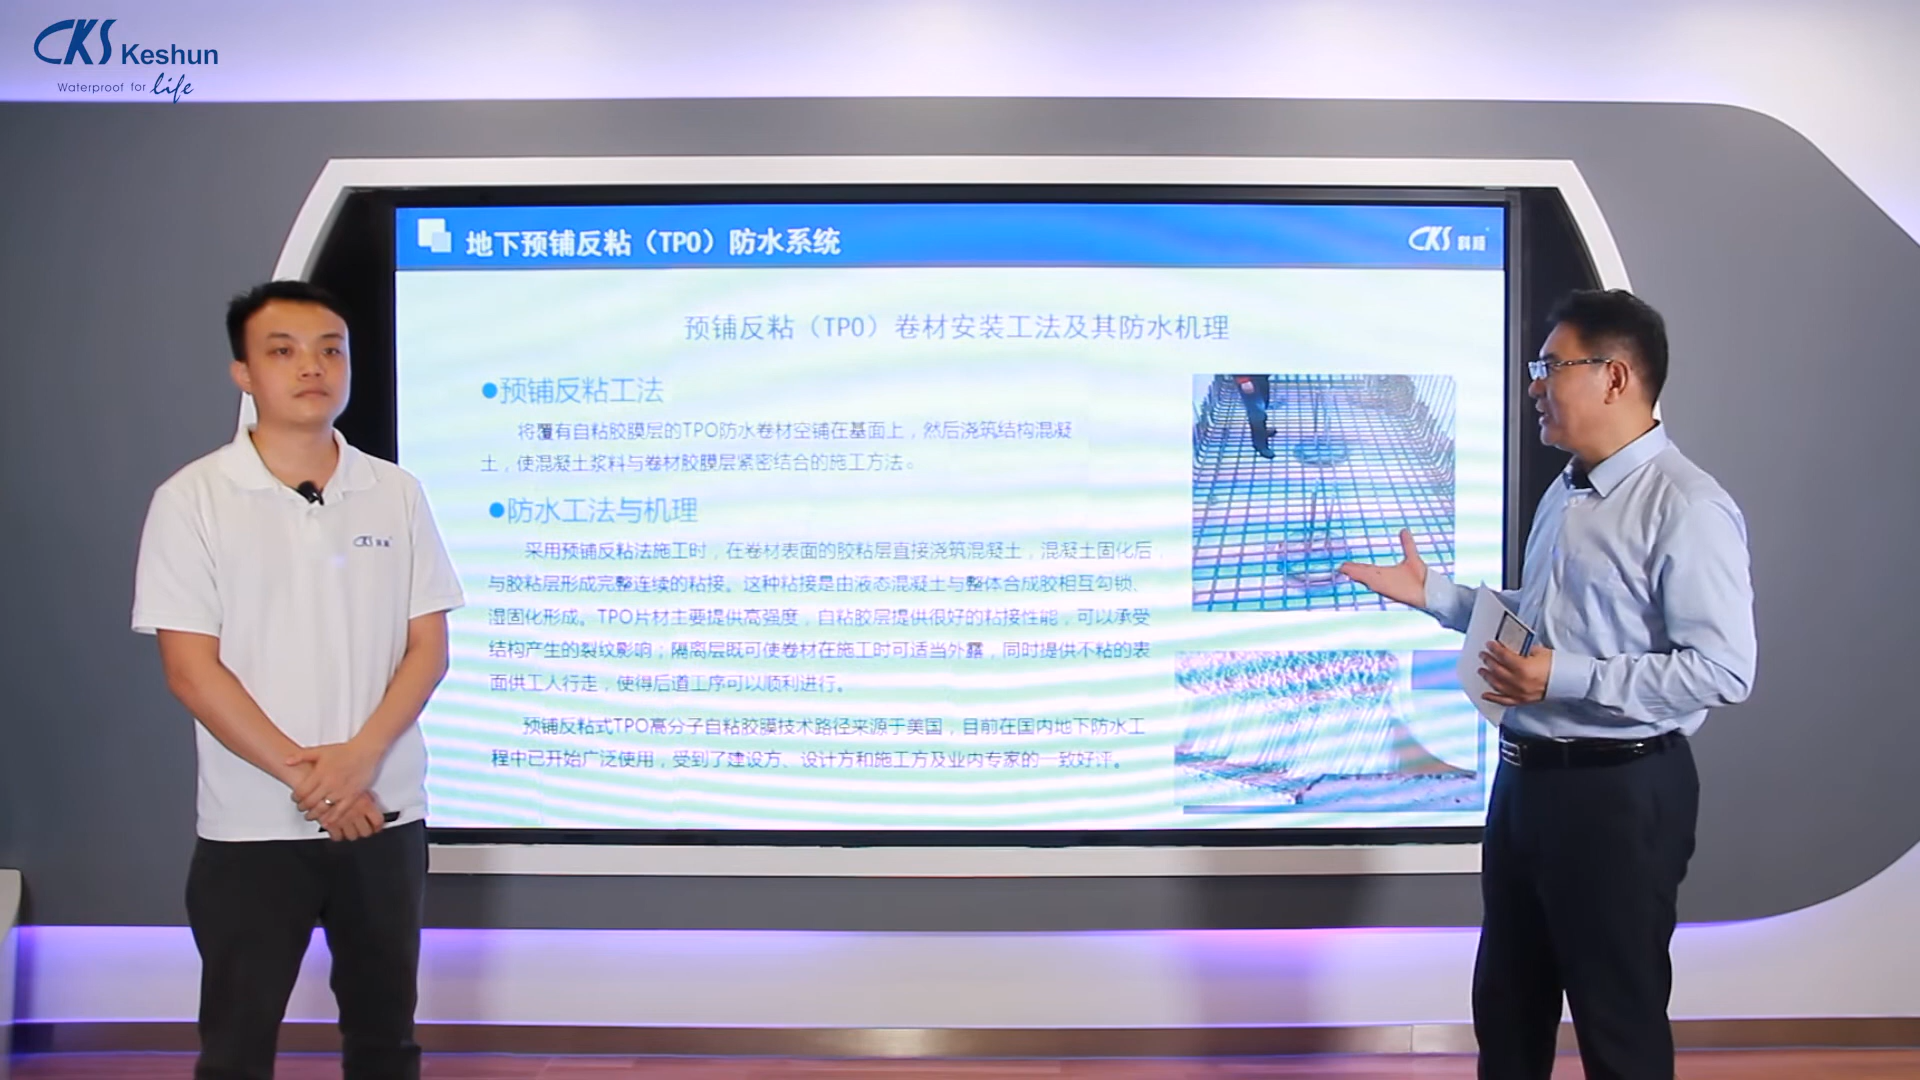 CKS Keshun
Waterproof for life
地下预铺反粘（TPO）防水系统
CKS 科顺
预铺反粘（TPO）卷材安装工法及其防水机理
●预铺反粘工法
将覆有自粘胶膜层的TPO防水卷材空铺在基面上，然后浇筑结构混凝
土，使混凝土浆料与卷材胶膜层紧密结合的施工方法。
●防水工法与机理
CKS 科顺
采用预铺反粘法施工时，在卷材表面的胶粘层直接浇筑混凝土，混凝土固化后，
与胶粘层形成完整连续的粘接。这种粘接是由液态混凝土与整体合成胶相互勾锁、
湿固化形成。TPO片材主要提供高强度，自粘胶层提供很好的粘接性能，可以承受
结构产生的裂纹影响；隔离层既可使卷材在施工时可适当外露，同时提供不粘的表
面供工人行走，使得后道工序可以顺利进行。
预铺反粘式TPO高分子自粘胶膜技术路径来源于美国，目前在国内地下防水工
程中已开始广泛使用，受到了建设方、设计方和施工方及业内专家的一致好评。